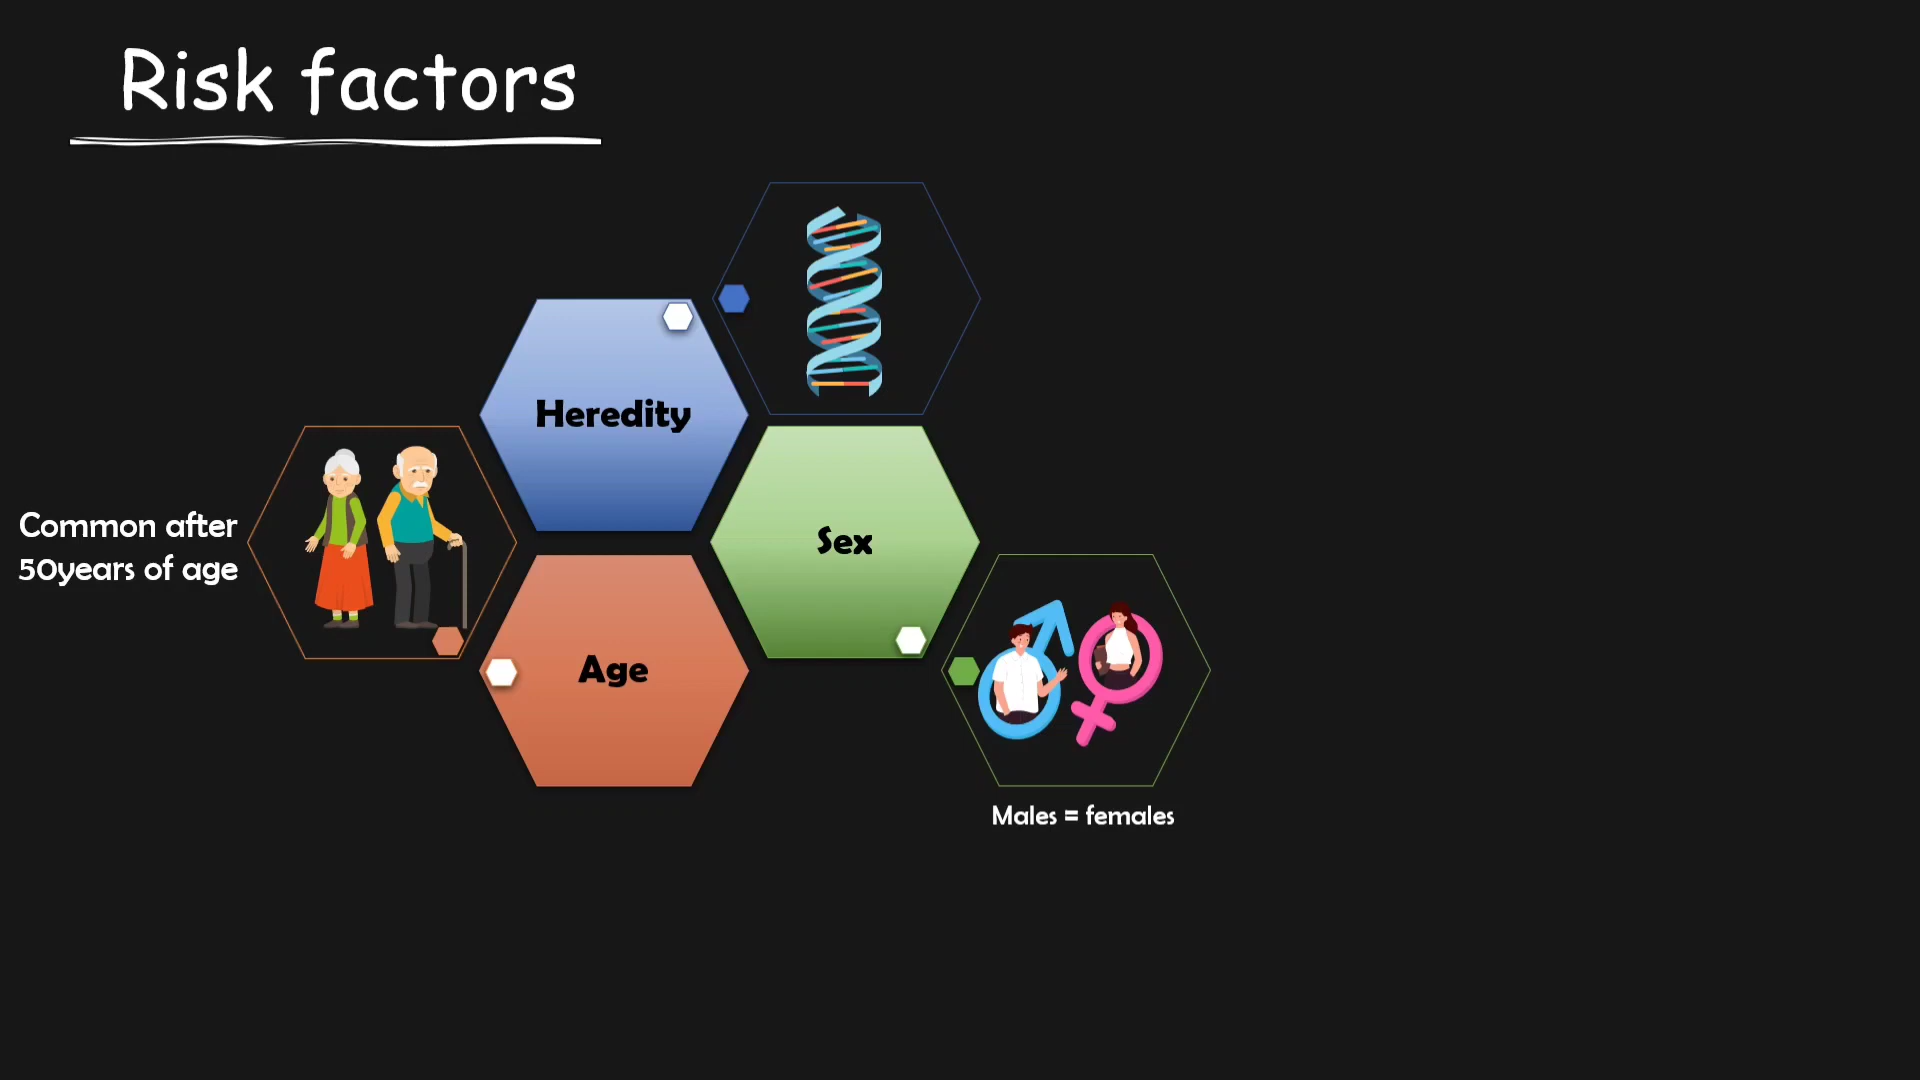 Risk factors
Heredity
Common after
50years of age
Sex
Age
Males = females